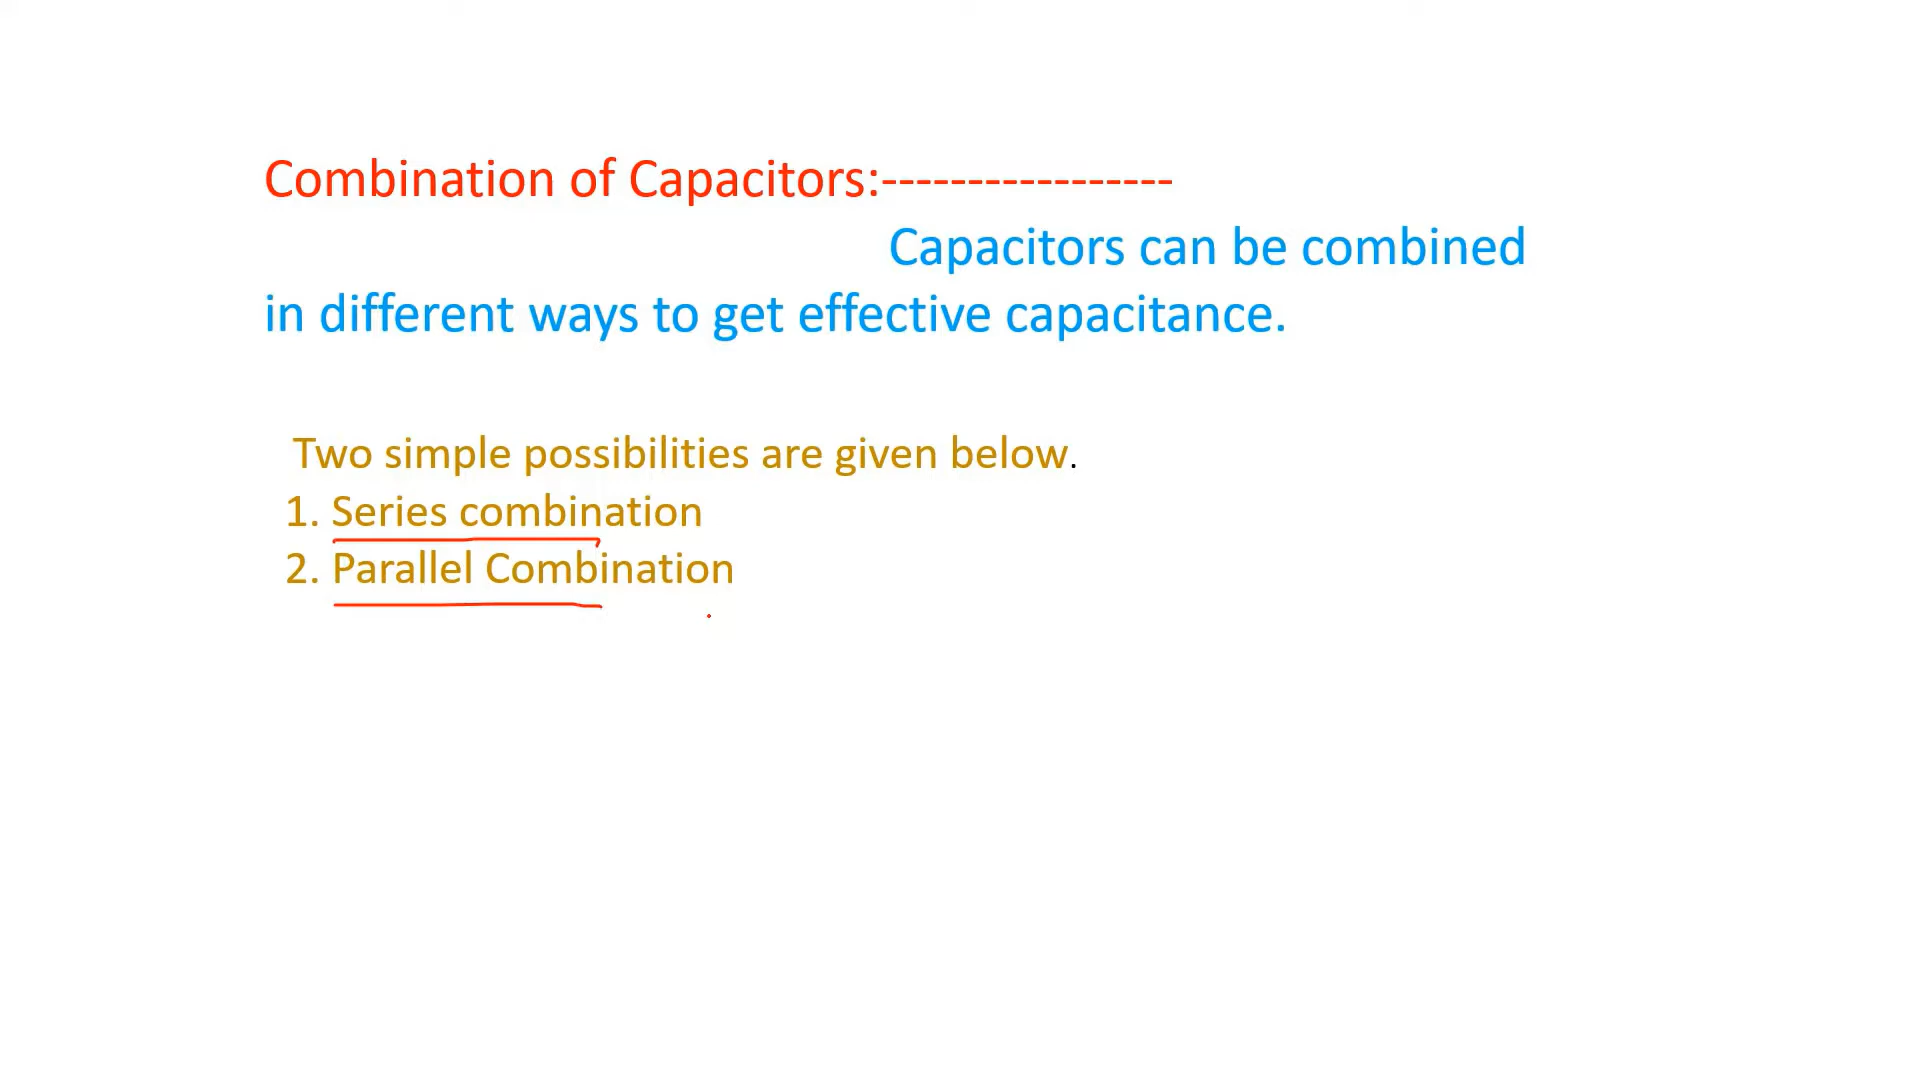 Combination of Capacitors:-----------------
Capacitors can be combined
in different ways to get effective capacitance.
Two simple possibilities are given below.
1. Series combination
2. Parallel Combination